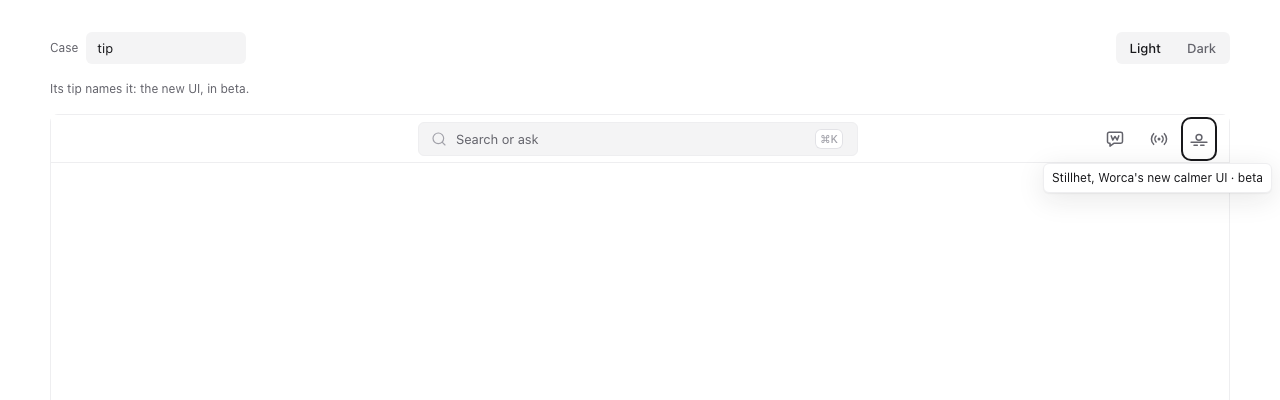 Case tip Light Dark
Its tip names it: the new UI, in beta.
Search or ask ⌘K
Stillhet, Worca's new calmer UI · beta